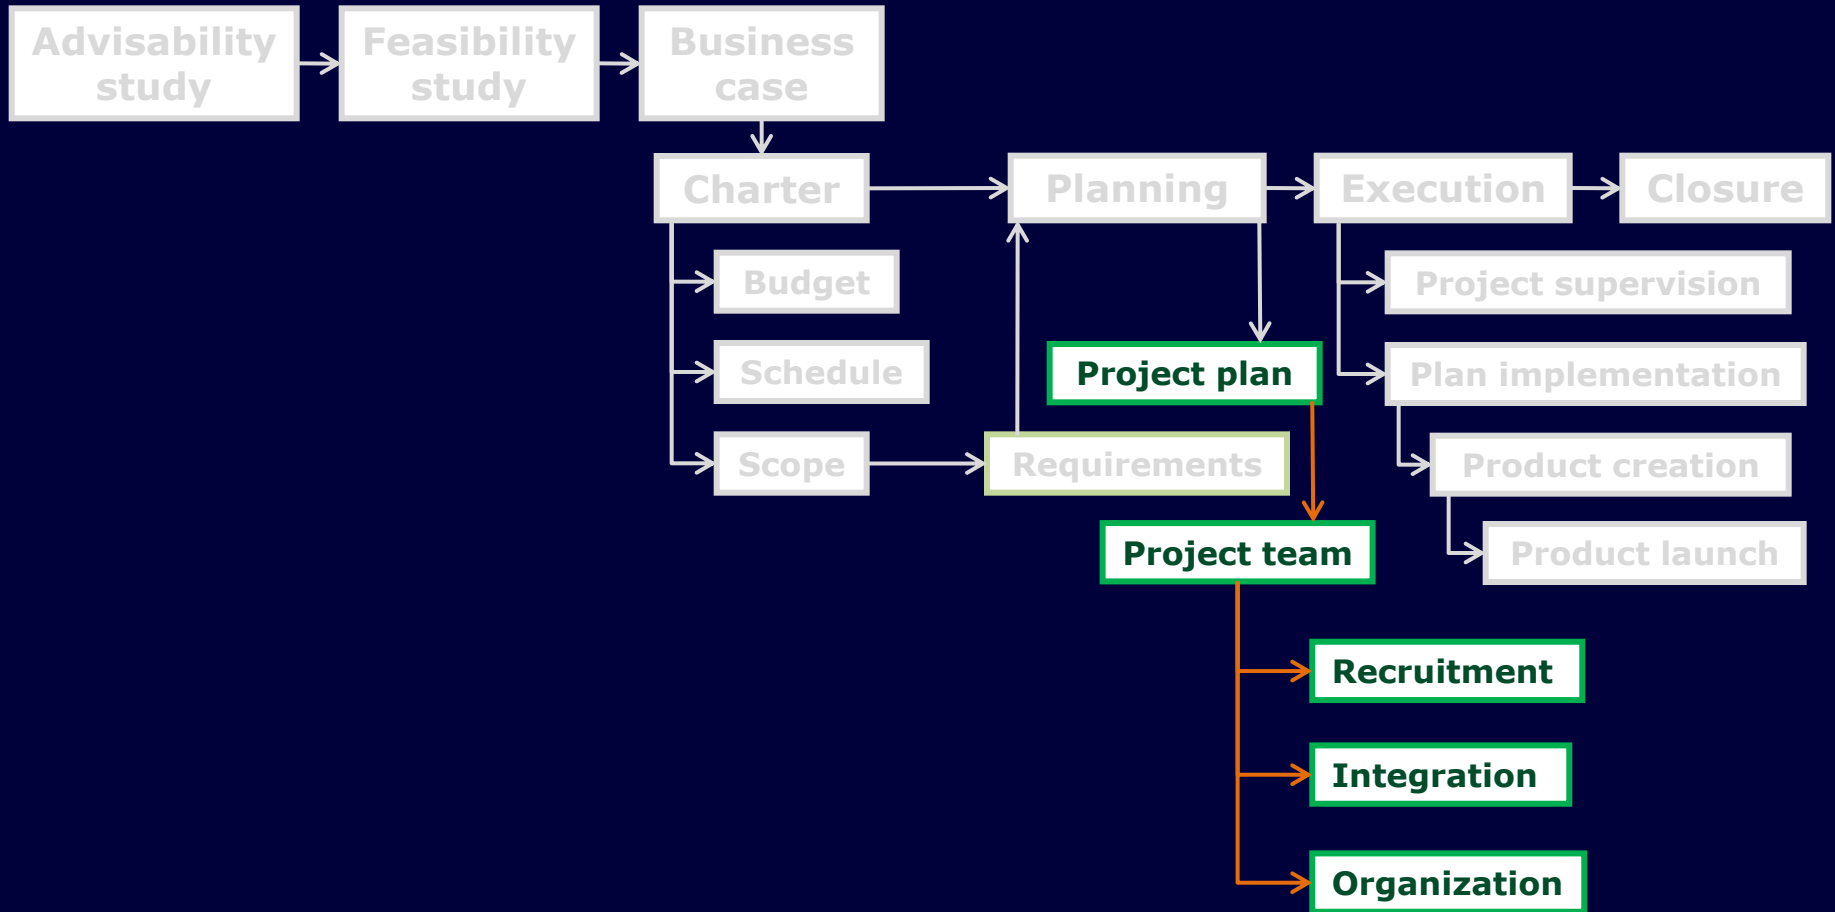 Advisability
study
Feasibility
study
Business
case
Charter
Planning
Execution
Closure
Budget
Project supervision
Schedule
Project plan
Plan implementation
Scope
Requirements
Product creation
Project team
Product launch
Recruitment
Integration
Organization